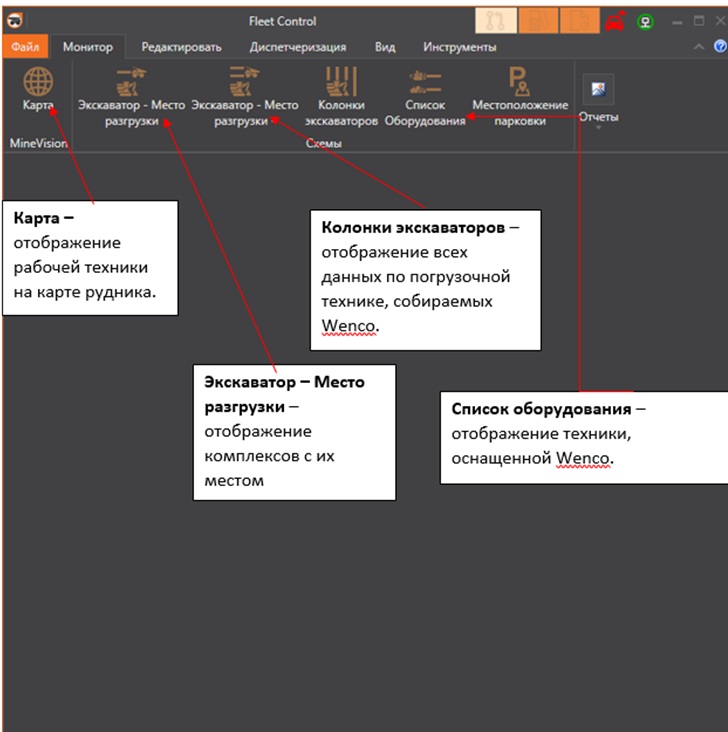 Fleet Control
Файл Монитор Редактировать Диспетчеризация Вид Инструменты
Карта Экскаватор - Место Экскаватор - Место Колонки Список Местоположение
разгрузки разгрузки экскаваторов Оборудования парковки Отчеты
MineVision Схемы
Карта –
отображение
рабочей техники
на карте рудника.
Колонки экскаваторов –
отображение всех
данных по погрузочной
технике, собираемых
Wenco.
Экскаватор – Место
разгрузки –
отображение
комплексов с их
местом
Список оборудования –
отображение техники,
оснащенной Wenco.